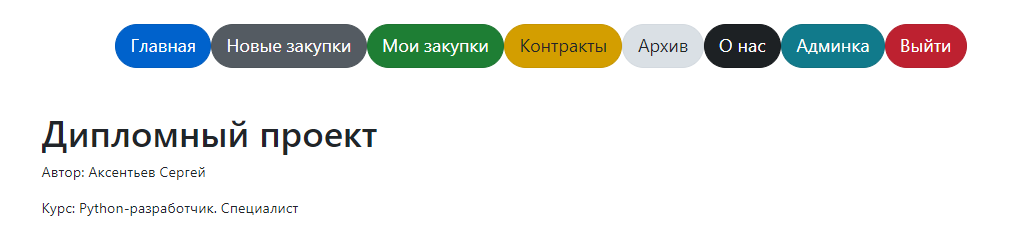 Главная Новые закупки Мои закупки Контракты Архив О нас Админка Выйти
Дипломный проект
Автор: Аксентьев Сергей
Курс: Python-разработчик. Специалист